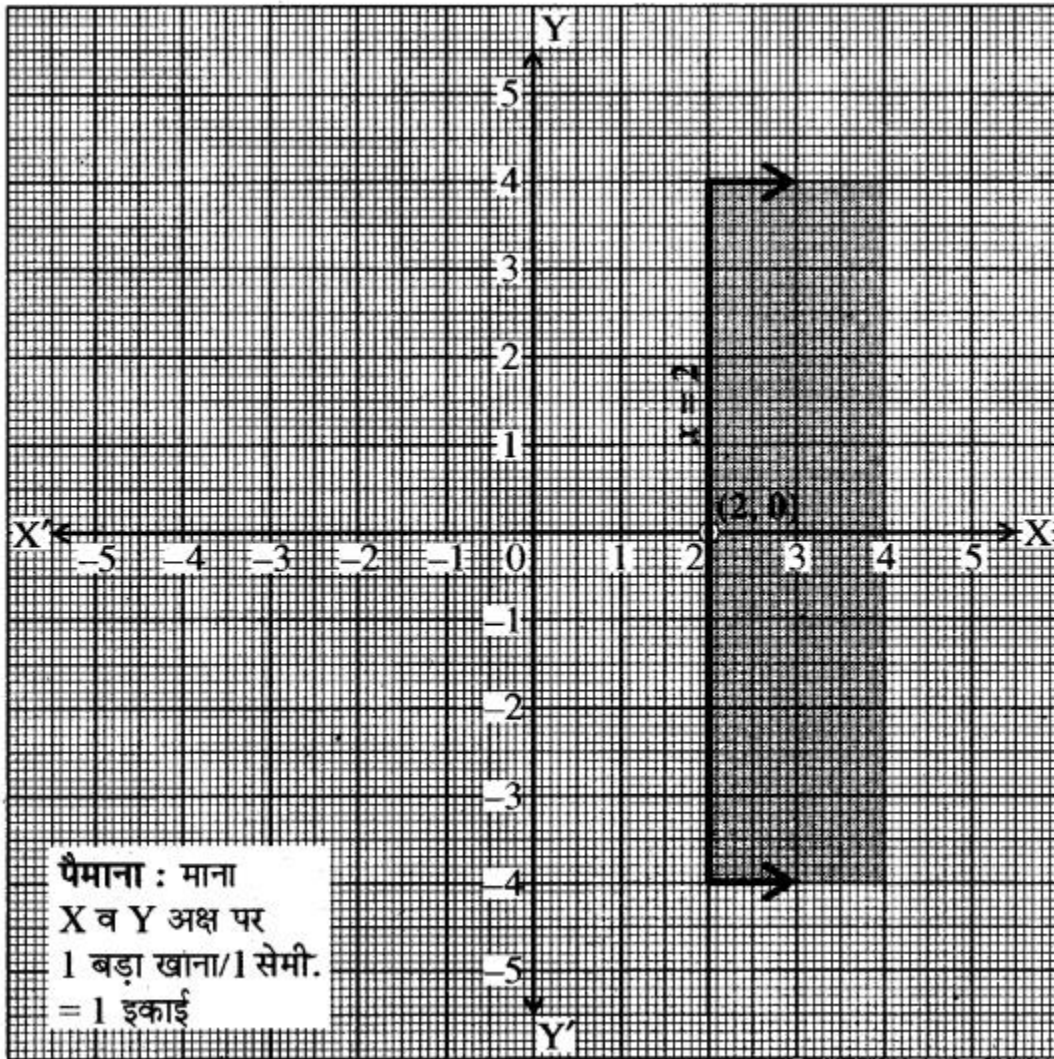 Y
5
4
3
2
x = 2
1
(2, 0)
X′ X
–5 –4 –3 –2 –1 0 1 2 3 4 5
–1
–2
–3
–4
–5
Y′
पैमाना : माना
X व Y अक्ष पर
1 बड़ा खाना/1 सेमी.
= 1 इकाई